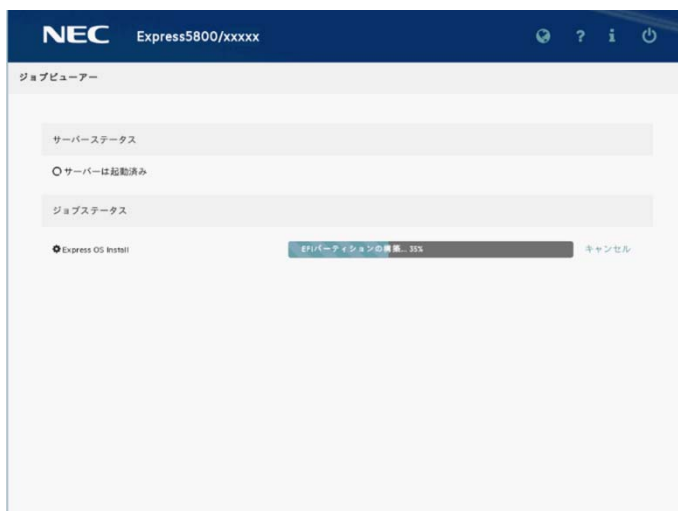 NEC Express5800/xxxxx
ジョブビューアー
サーバーステータス
サーバーは起動済み
ジョブステータス
Express OS Install EFIパーティションの構築... 35% キャンセル